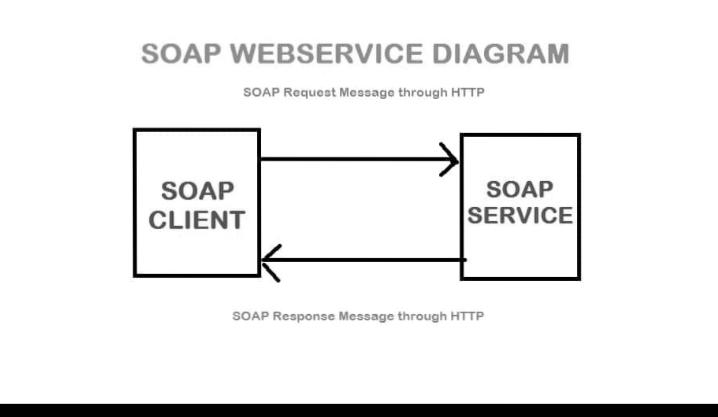 SOAP WEBSERVICE DIAGRAM
SOAP Request Message through HTTP
SOAP
CLIENT
SOAP
SERVICE
SOAP Response Message through HTTP